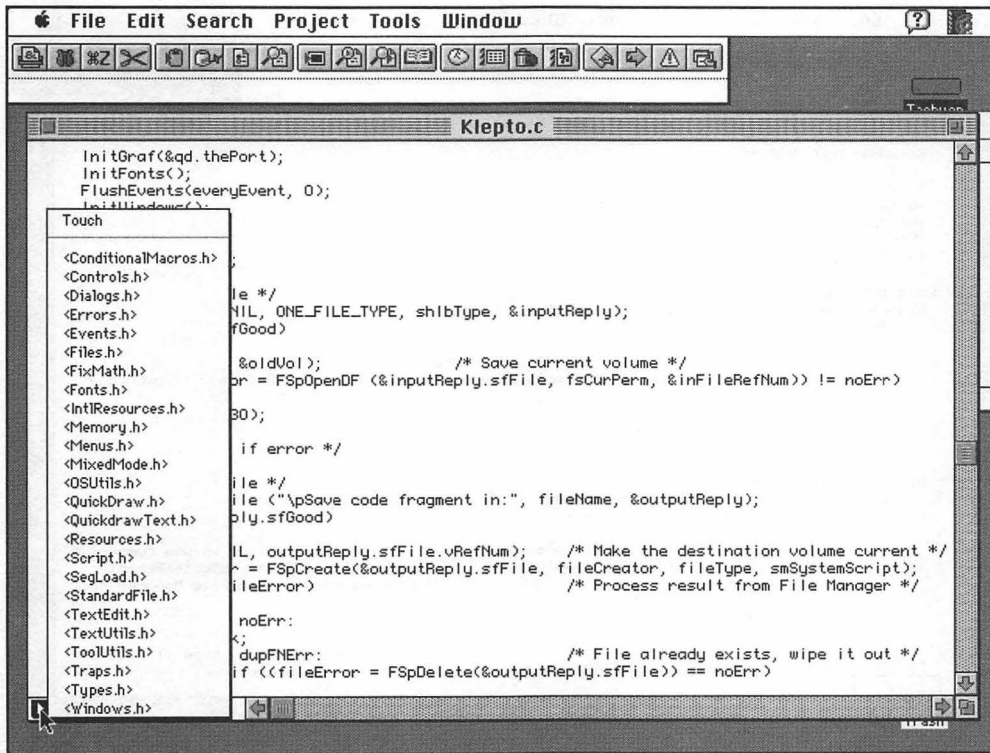 File Edit Search Project Tools Window
⌘Z
Klepto.c
InitGraf(&qd.thePort);
InitFonts();
FlushEvents(everyEvent, 0);
InitWindows();
Touch
<ConditionalMacros.h>
;
<Controls.h>
<Dialogs.h>
le */
<Errors.h>
NIL, ONE_FILE_TYPE, shlbType, &inputReply);
<Events.h>
fGood)
<Files.h>
<FixMath.h>
&oldVol); /* Save current volume */
<Fonts.h>
or = FSpOpenDF (&inputReply.sfFile, fsCurPerm, &inFileRefNum)) != noErr)
<IntlResources.h>
30);
<Memory.h>
<Menus.h>
if error */
<MixedMode.h>
<OSUtils.h>
ile */
<QuickDraw.h>
ile ("\pSave code fragment in:", fileName, &outputReply);
<QuickdrawText.h>
ply.sfGood)
<Resources.h>
<Script.h>
IL, outputReply.sfFile.vRefNum); /* Make the destination volume current */
<SegLoad.h>
r = FSpCreate(&outputReply.sfFile, fileCreator, fileType, smSystemScript);
<StandardFile.h>
ileError) /* Process result from File Manager */
<TextEdit.h>
<TextUtils.h>
noErr:
<ToolUtils.h>
k;
dupFNErr: /* File already exists, wipe it out */
<Traps.h>
if ((fileError = FSpDelete(&outputReply.sfFile)) == noErr)
<Types.h>
<Windows.h>
Trash